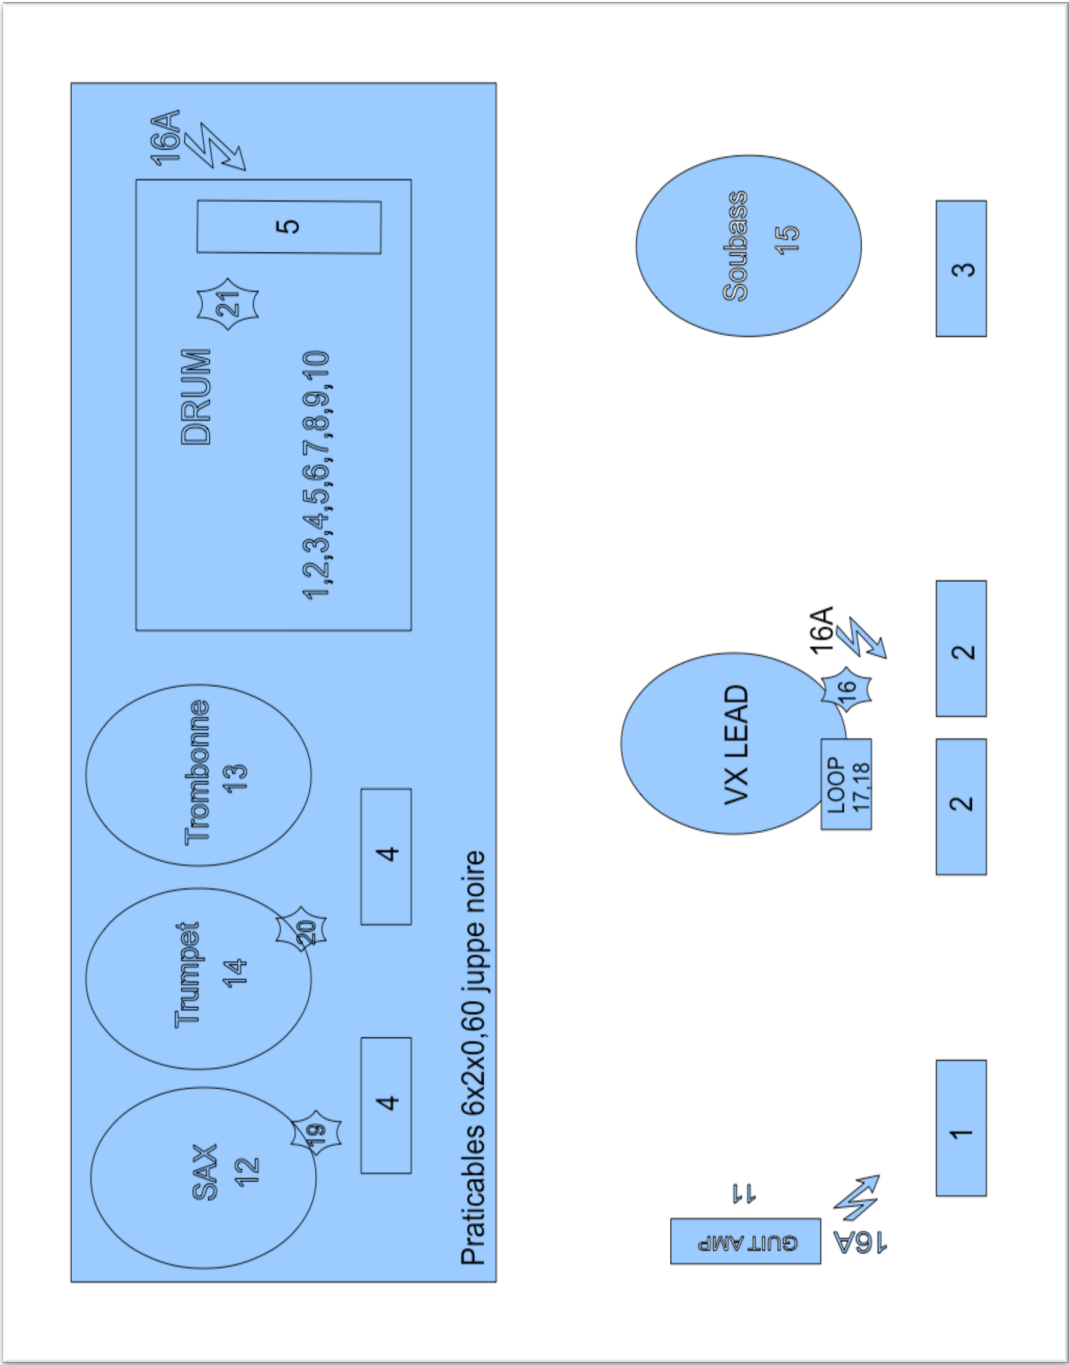 SAX
12
19
Trumpet
14
20
Trombonne
13
DRUM
21
1,2,3,4,5,6,7,8,9,10
5
16A
4
4
Praticables 6x2x0,60 juppe noire
GUIT AMP
11
16A
VX LEAD
LOOP
17,18
16
16A
Soubass
15
1
2
2
3